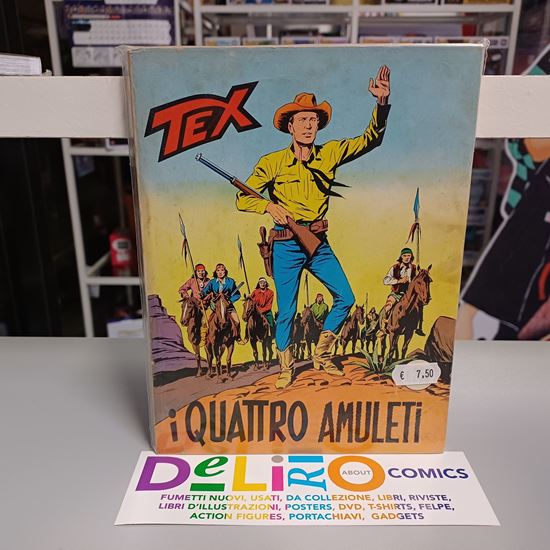 TEX
€ 7,50
i QUATTRO AMULETi
DeLiRiO ABOUT COMICS
FUMETTI NUOVI, USATI, DA COLLEZIONE, LIBRI, RIVISTE,
LIBRI D'ILLUSTRAZIONI, POSTERS, DVD, T-SHIRTS, FELPE,
ACTION FIGURES, PORTACHIAVI, GADGETS